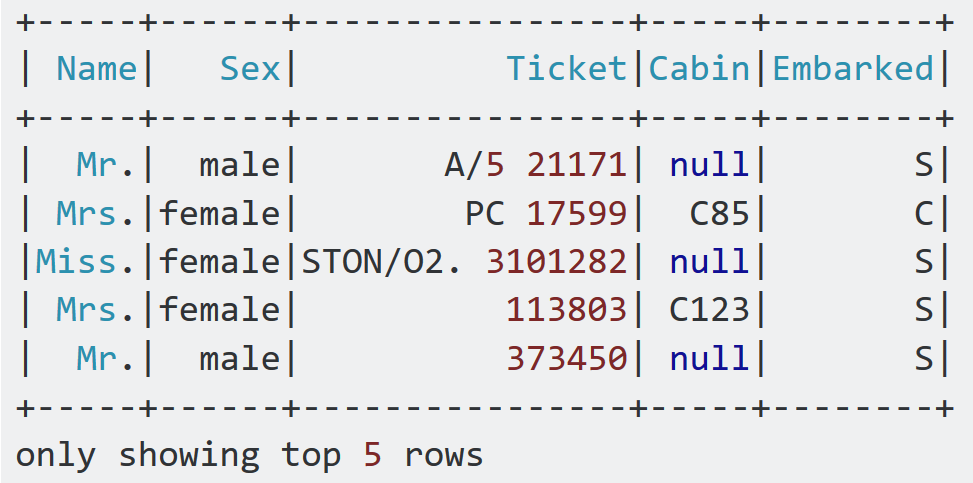 +-----+------+----------------+-----+--------+
| Name|   Sex|          Ticket|Cabin|Embarked|
+-----+------+----------------+-----+--------+
|  Mr.|  male|       A/5 21171| null|       S|
| Mrs.|female|        PC 17599|  C85|       C|
|Miss.|female|STON/O2. 3101282| null|       S|
| Mrs.|female|          113803| C123|       S|
|  Mr.|  male|          373450| null|       S|
+-----+------+----------------+-----+--------+
only showing top 5 rows